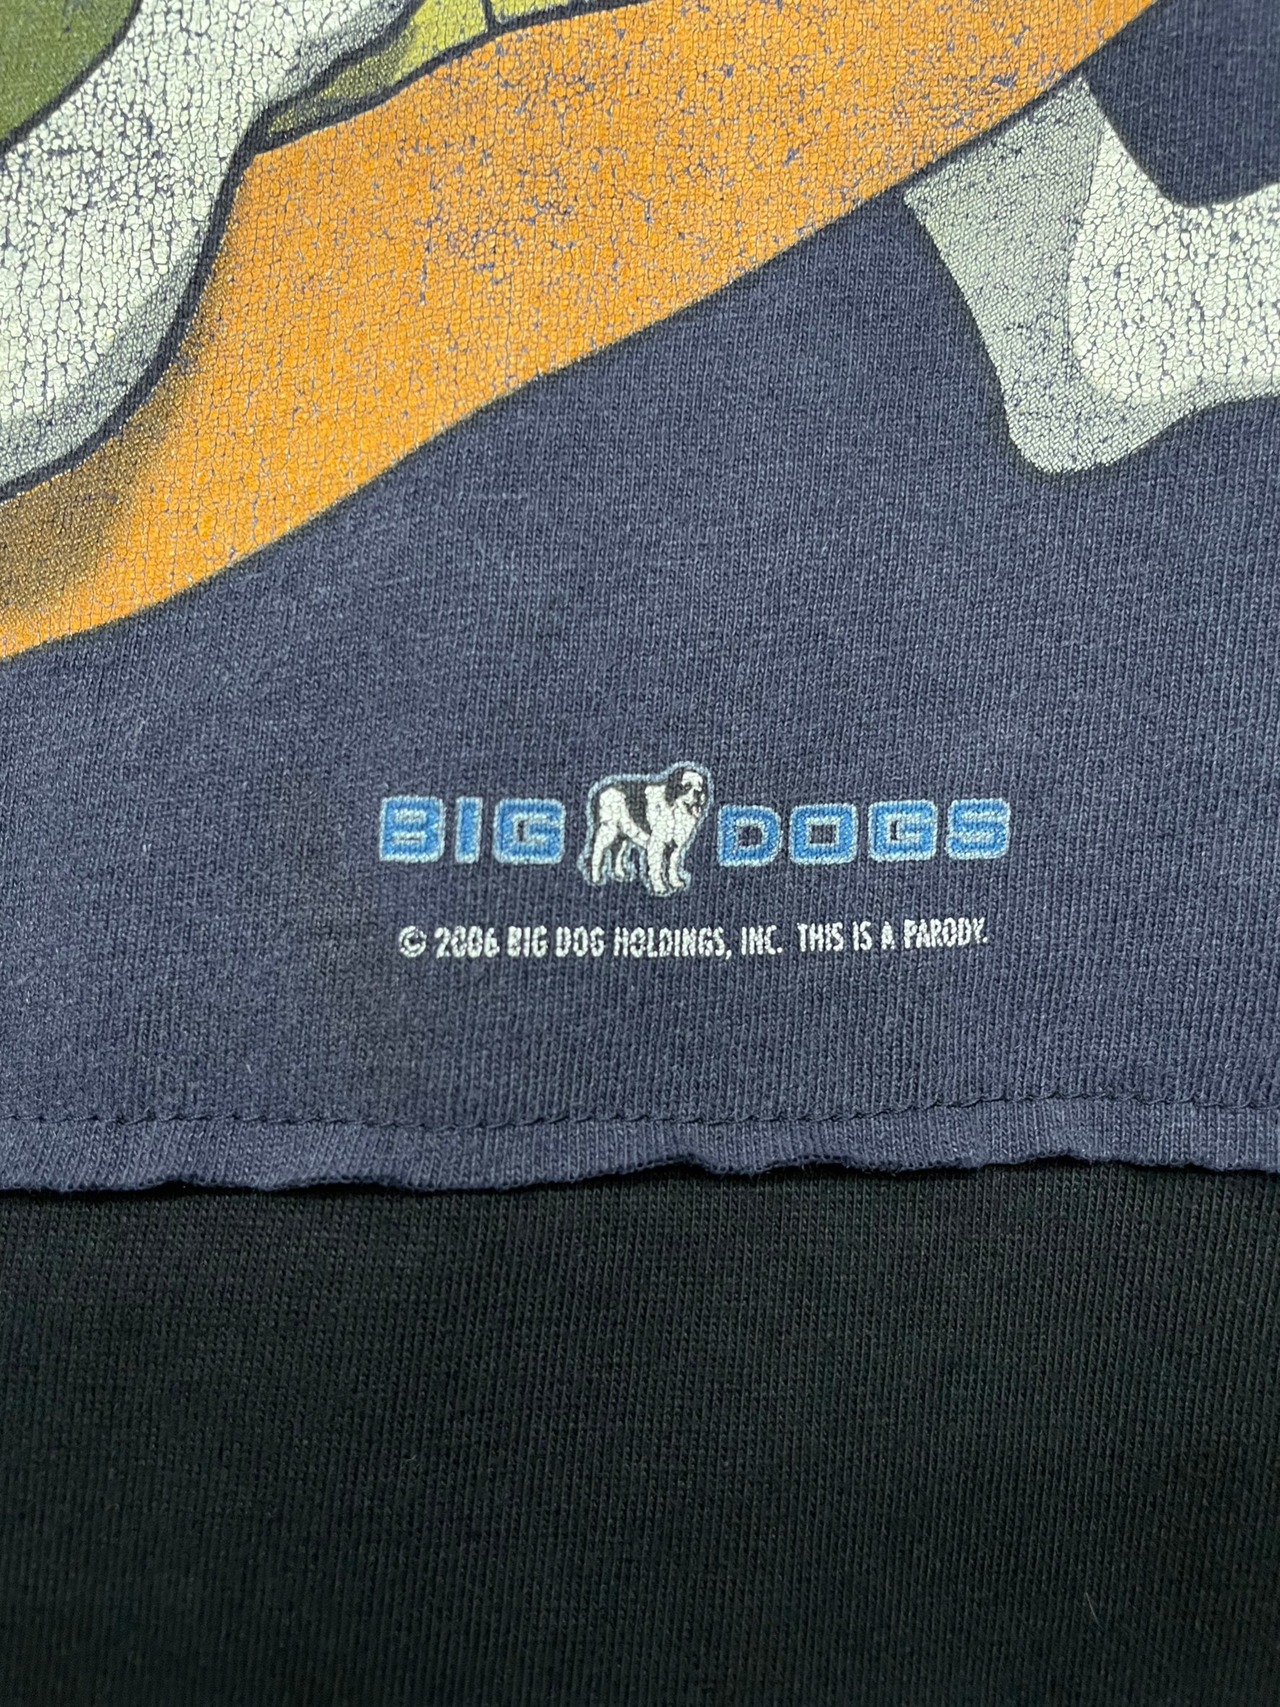 BIG DOGS
© 2006 BIG DOG HOLDINGS, INC. THIS IS A PARODY.